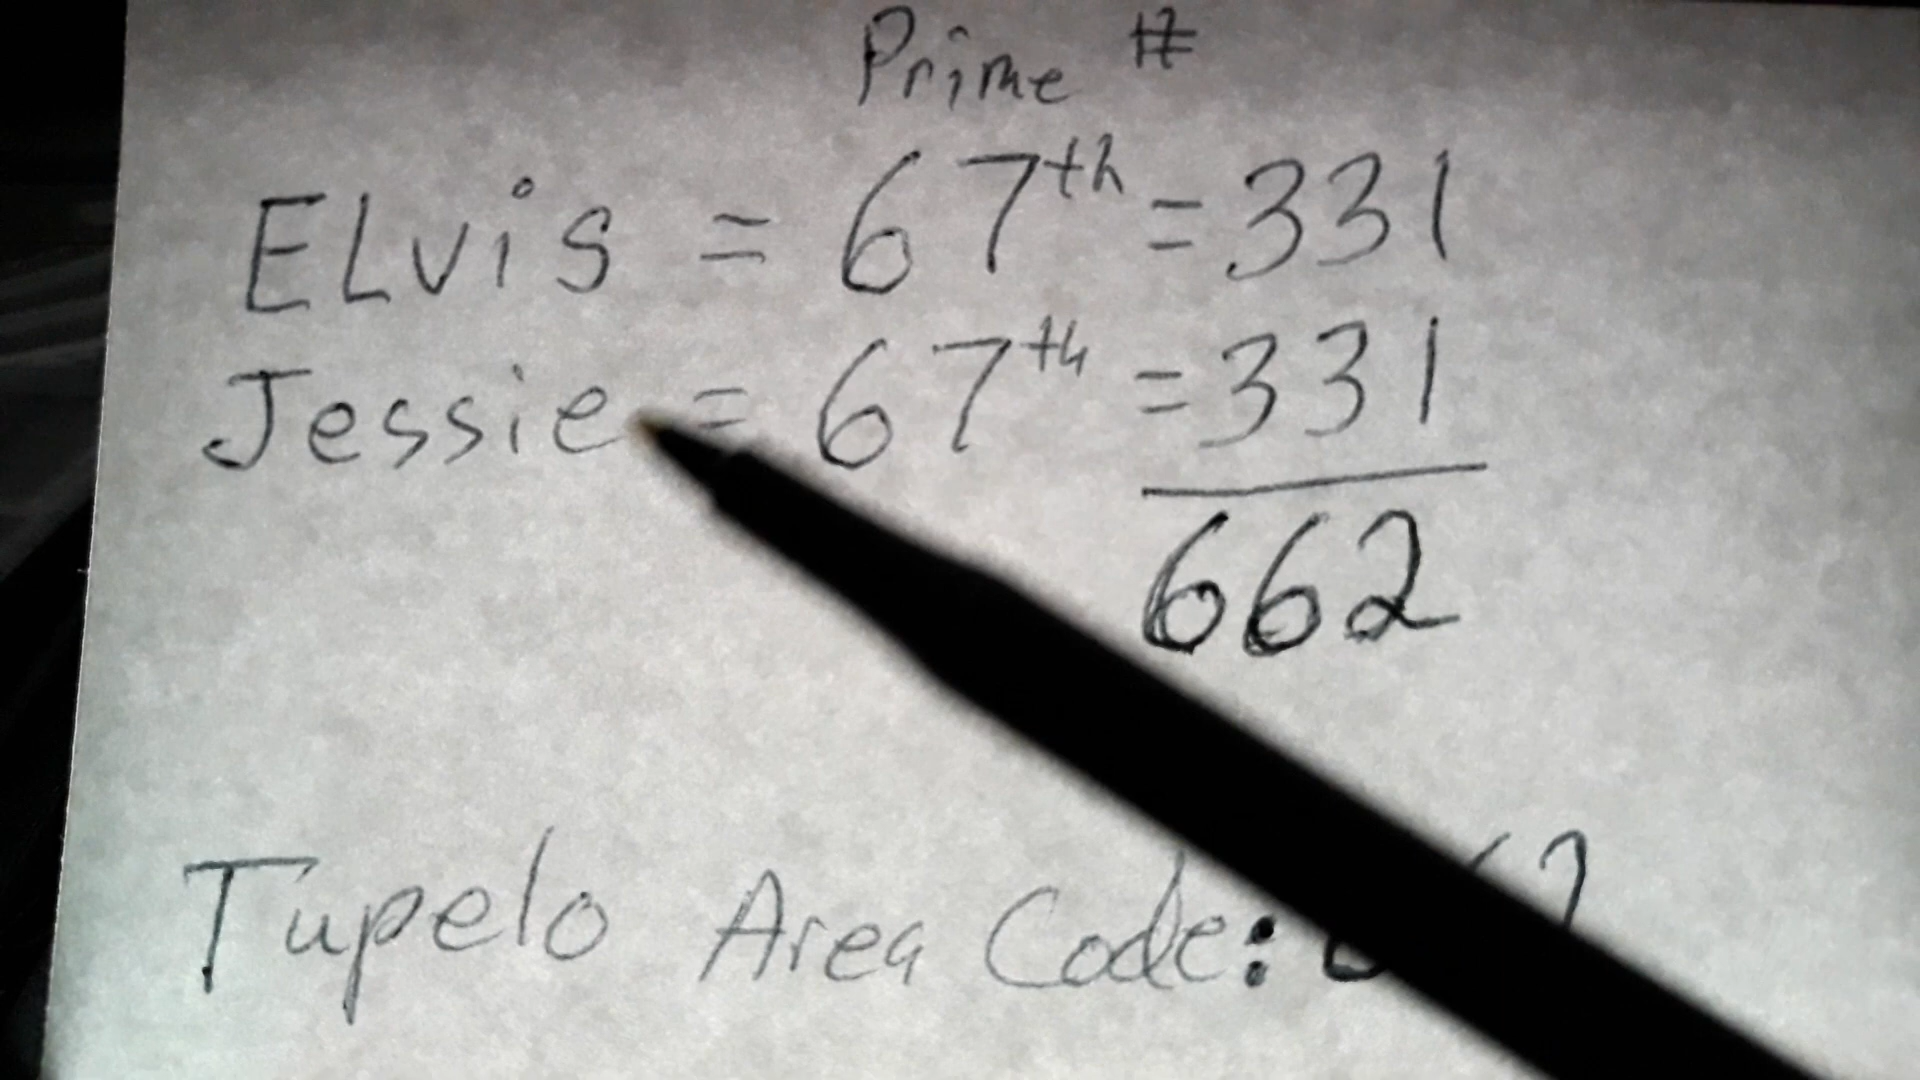 Prime #
ELvis = 67th = 331
Jessie = 67th = 331
662
Tupelo Area Code: